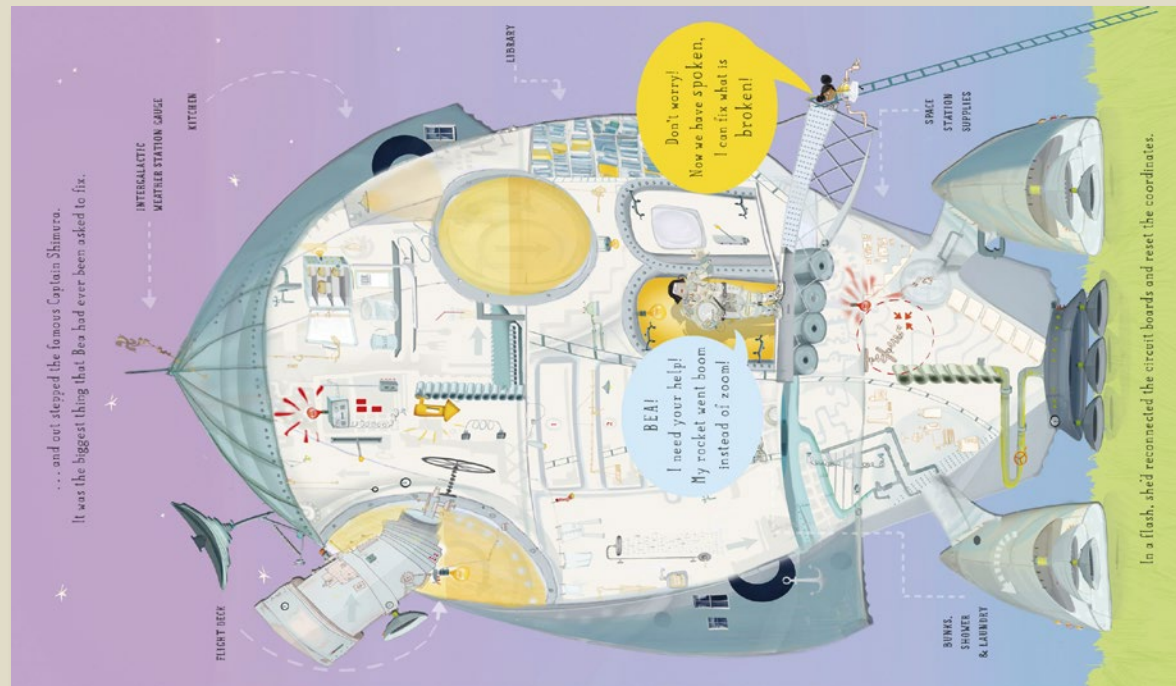 ...and out stepped the famous Captain Shimura.
It was the biggest thing that Bea had ever been asked to fix.
INTERGALACTIC
WEATHER STATION GAUGE
KITCHEN
FLIGHT DECK
LIBRARY
BEA!
I need your help!
My rocket went boom
instead of zoom!
Don't worry!
Now we have spoken,
I can fix what is
broken!
BUNKS,
SHOWER
& LAUNDRY
SPACE
STATION
SUPPLIES
1
2
In a flash, she'd reconnected the circuit boards and reset the coordinates.